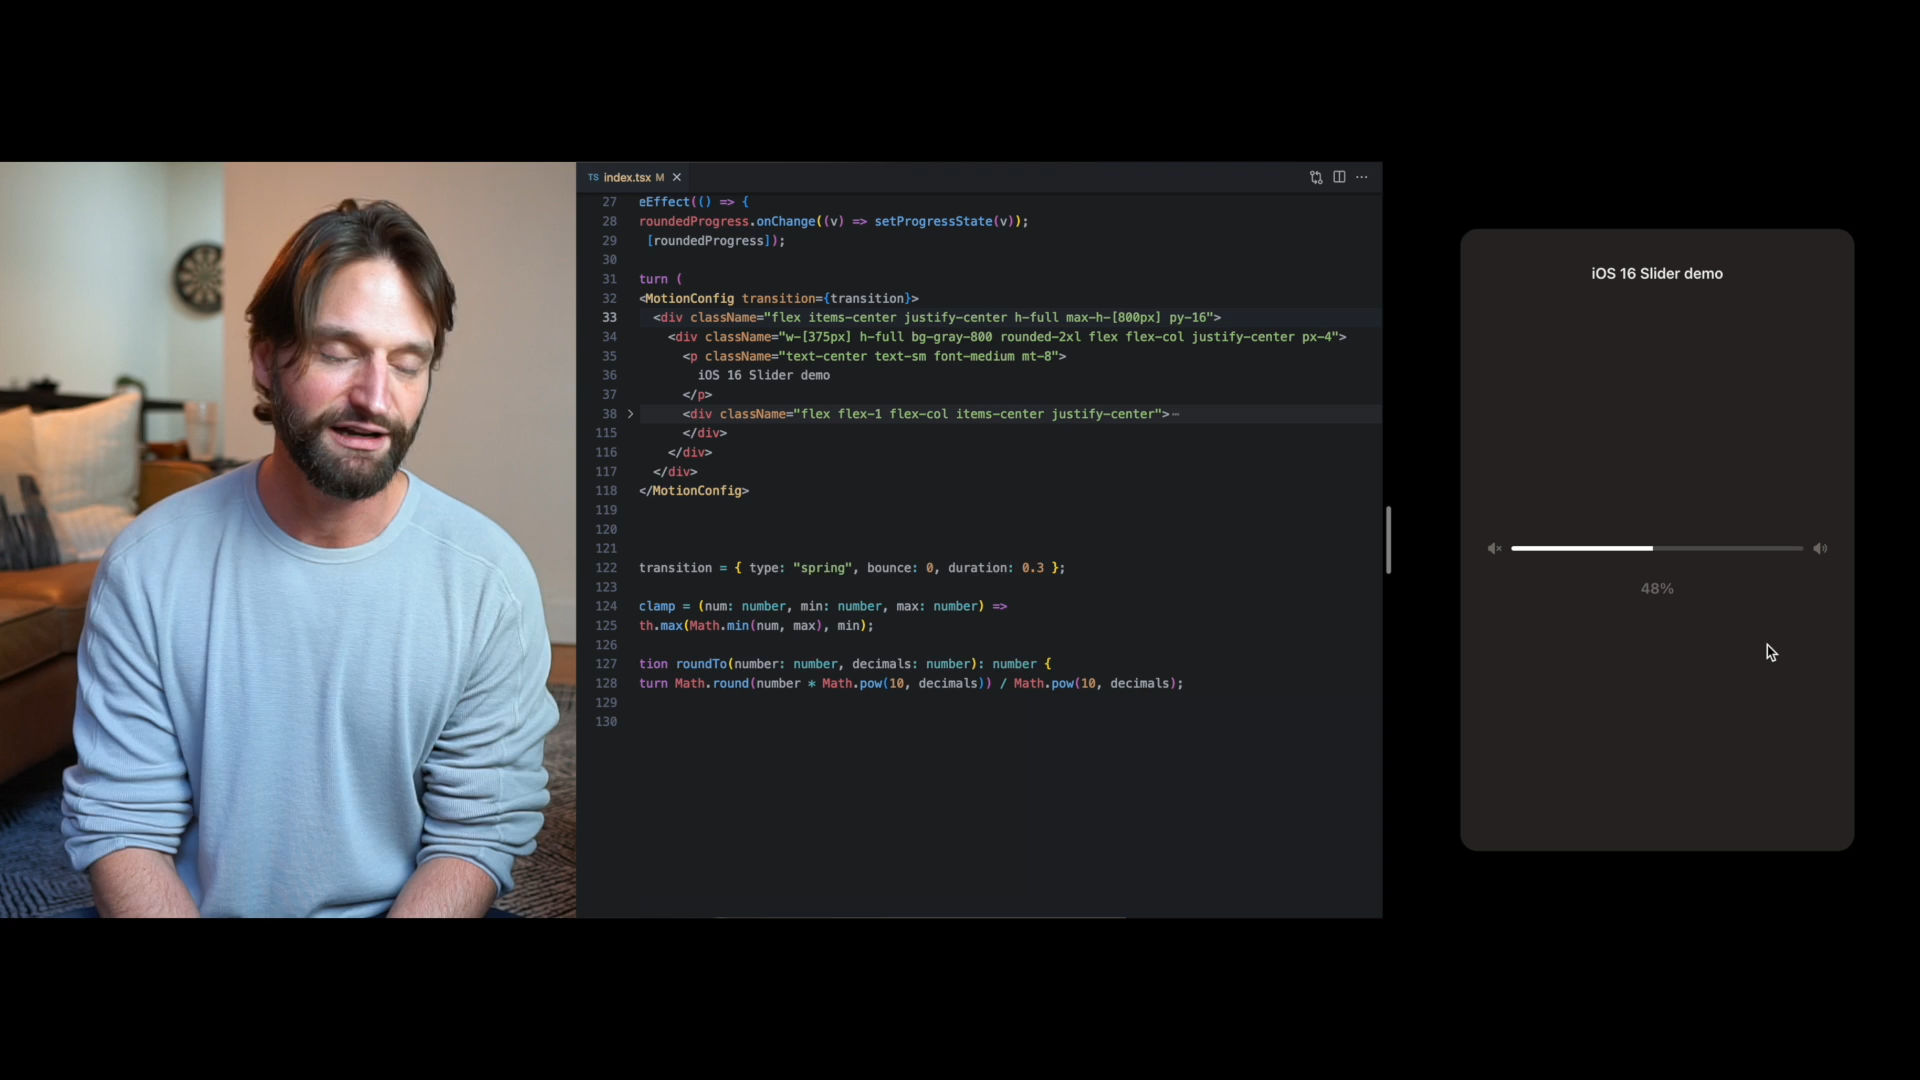 TS index.tsx M
27 eEffect(() => {
28 roundedProgress.onChange((v) => setProgressState(v));
29 [roundedProgress]);
30
31 turn (
32 <MotionConfig transition={transition}>
33 <div className="flex items-center justify-center h-full max-h-[800px] py-16">
34 <div className="w-[375px] h-full bg-gray-800 rounded-2xl flex flex-col justify-center px-4">
35 <p className="text-center text-sm font-medium mt-8">
36 iOS 16 Slider demo
37 </p>
38 <div className="flex flex-1 flex-col items-center justify-center">⋯
115 </div>
116 </div>
117 </div>
118 </MotionConfig>
119
120
121
122 transition = { type: "spring", bounce: 0, duration: 0.3 };
123
124 clamp = (num: number, min: number, max: number) =>
125 th.max(Math.min(num, max), min);
126
127 tion roundTo(number: number, decimals: number): number {
128 turn Math.round(number * Math.pow(10, decimals)) / Math.pow(10, decimals);
129
130
iOS 16 Slider demo
48%